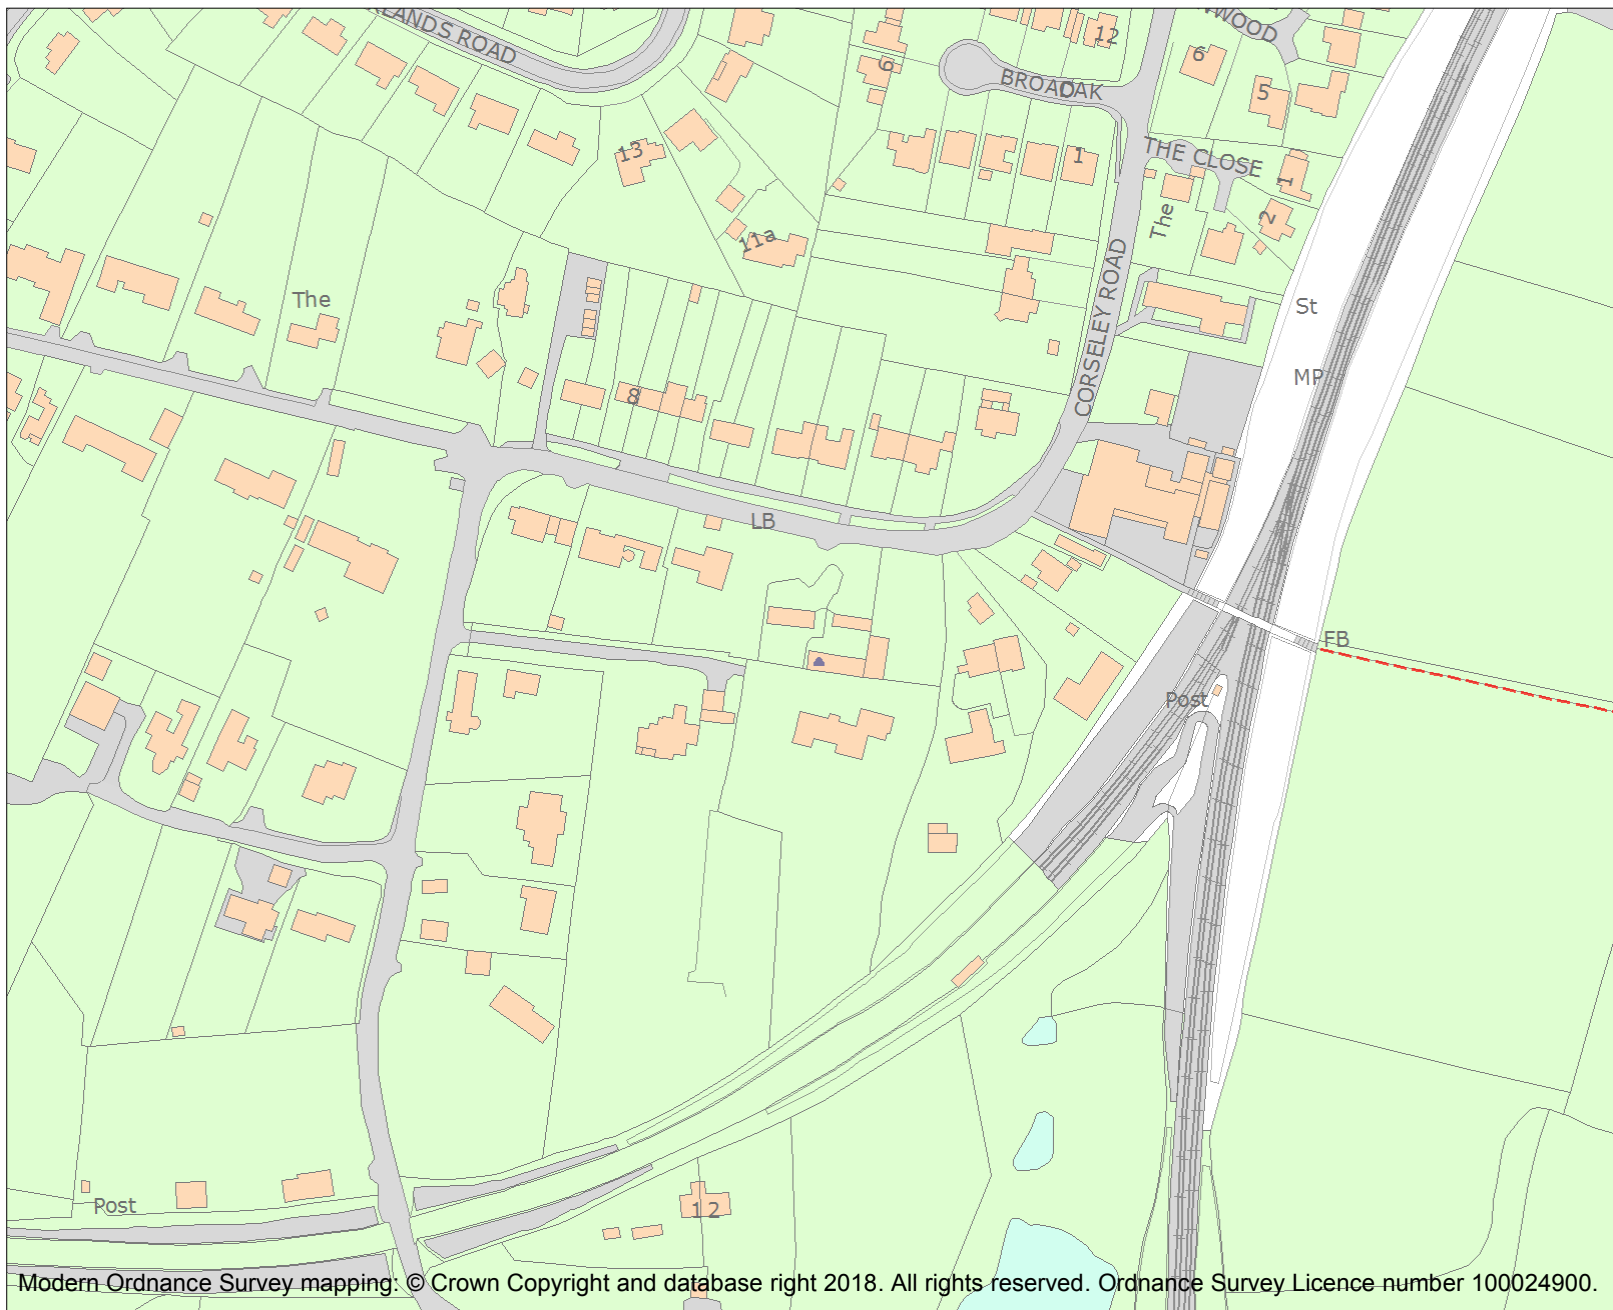 LANDS ROAD
12
WOOD
6
9
BROADAK
5
13
1
THE CLOSE
1
2
The
11a
CORSELEY ROAD
The
St
MP
8
LB
FB
Post
Post
12
Modern Ordnance Survey mapping: © Crown Copyright and database right 2018. All rights reserved. Ordnance Survey Licence number 100024900.